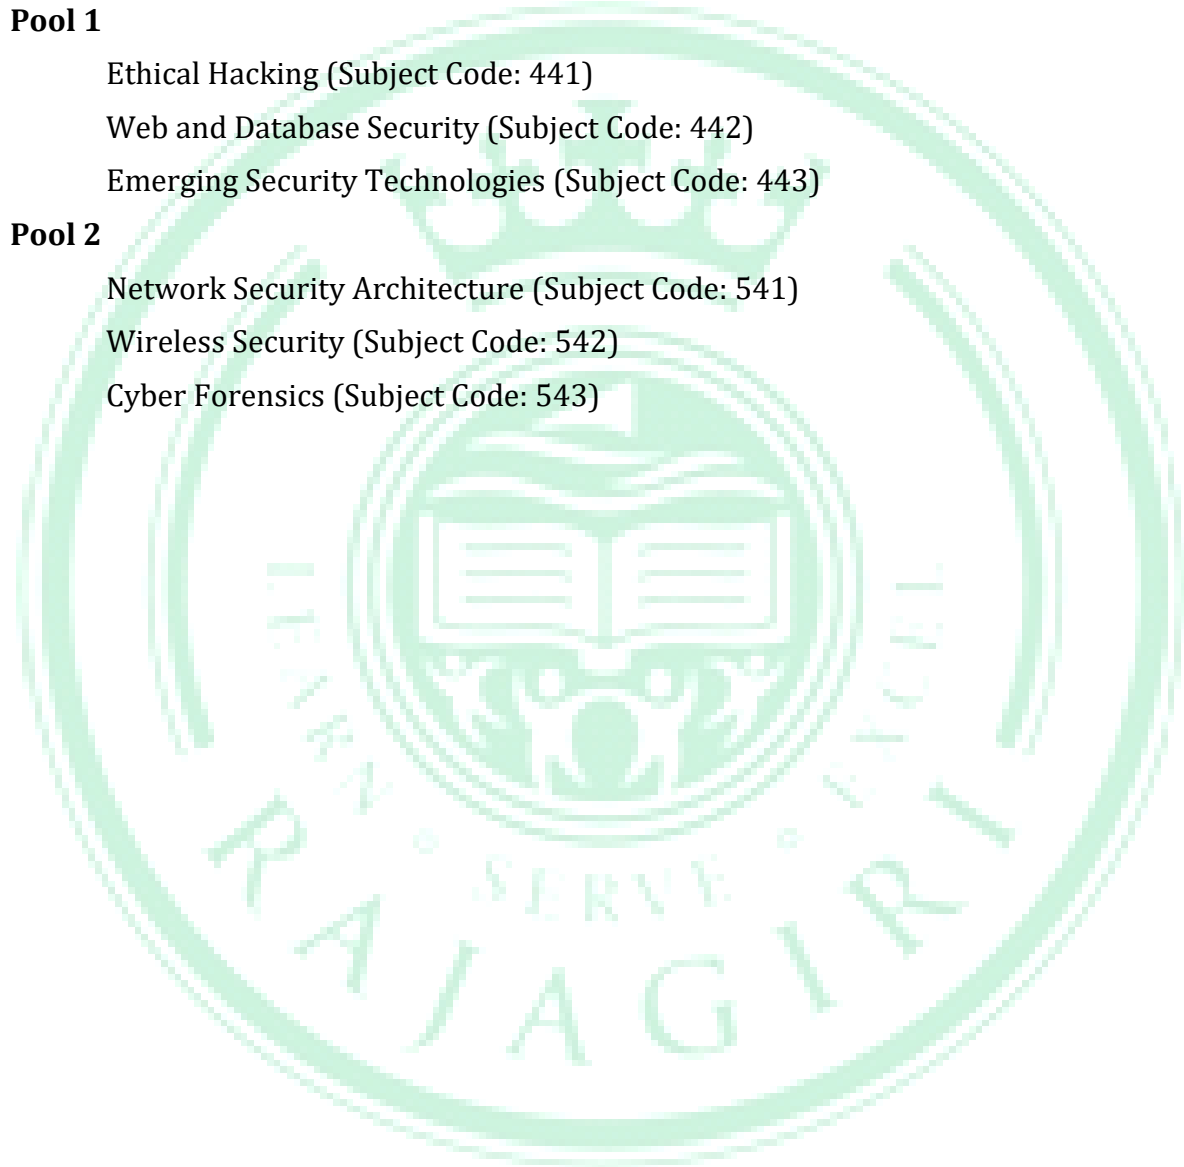 Pool 1
Ethical Hacking (Subject Code: 441)
Web and Database Security (Subject Code: 442)
Emerging Security Technologies (Subject Code: 443)
Pool 2
Network Security Architecture (Subject Code: 541)
Wireless Security (Subject Code: 542)
Cyber Forensics (Subject Code: 543)
LEARN SERVE EXCEL
RAJAGIRI